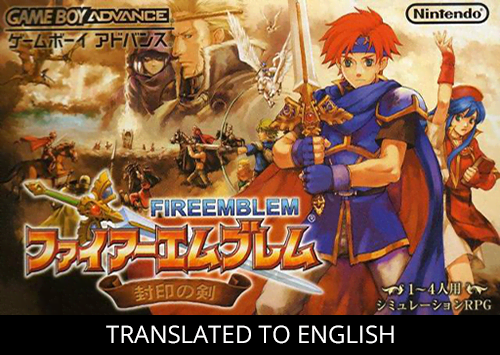 GAME BOY ADVANCE
ゲームボーイ アドバンス
Nintendo
FIREEMBLEM
ファイアーエムブレム
封印の剣
1~4人用
シミュレーションRPG
TRANSLATED TO ENGLISH